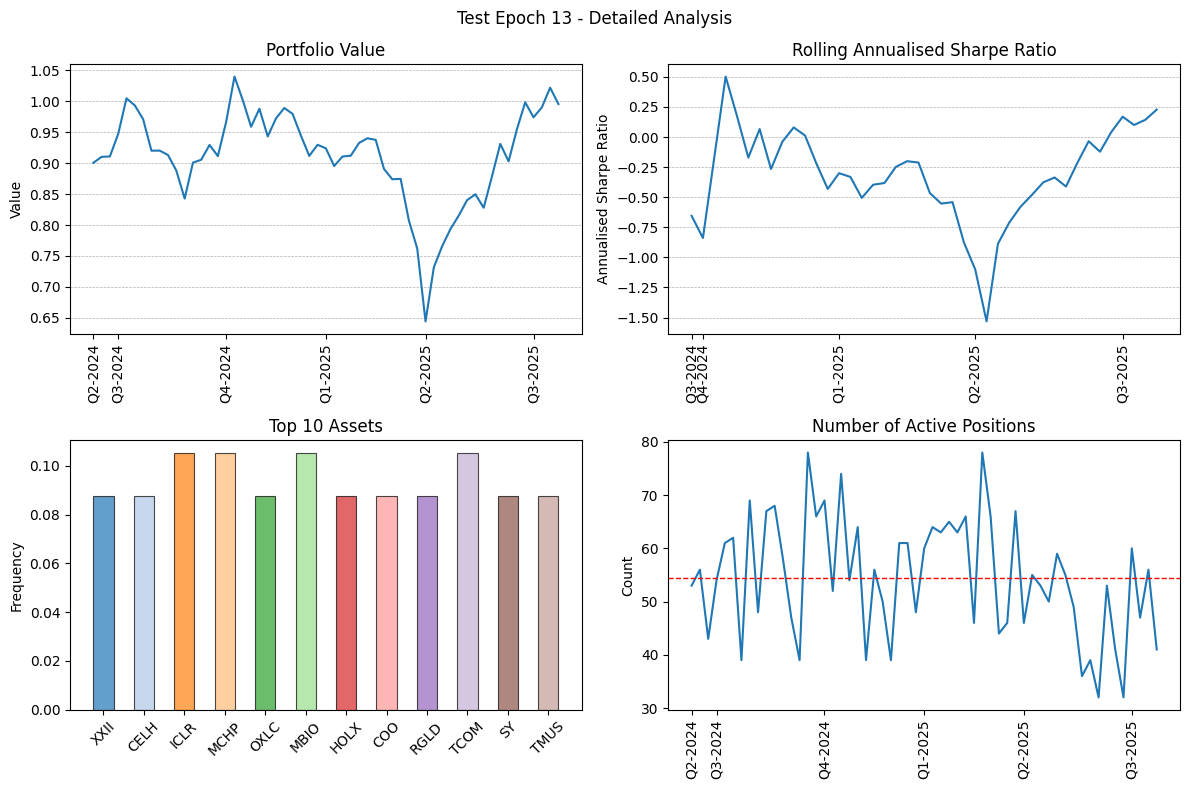 Test Epoch 13 - Detailed Analysis
Portfolio Value
Value
1.05
1.00
0.95
0.90
0.85
0.80
0.75
0.70
0.65
Q2-2024
Q3-2024
Q4-2024
Q1-2025
Q2-2025
Q3-2025
Rolling Annualised Sharpe Ratio
Annualised Sharpe Ratio
0.50
0.25
0.00
−0.25
−0.50
−0.75
−1.00
−1.25
−1.50
Q3-2024
Q4-2024
Q1-2025
Q2-2025
Q3-2025
Top 10 Assets
Frequency
0.10
0.08
0.06
0.04
0.02
0.00
XXII
CELH
ICLR
MCHP
OXLC
MBIO
HOLX
COO
RGLD
TCOM
SY
TMUS
Number of Active Positions
Count
80
70
60
50
40
30
Q2-2024
Q3-2024
Q4-2024
Q1-2025
Q2-2025
Q3-2025